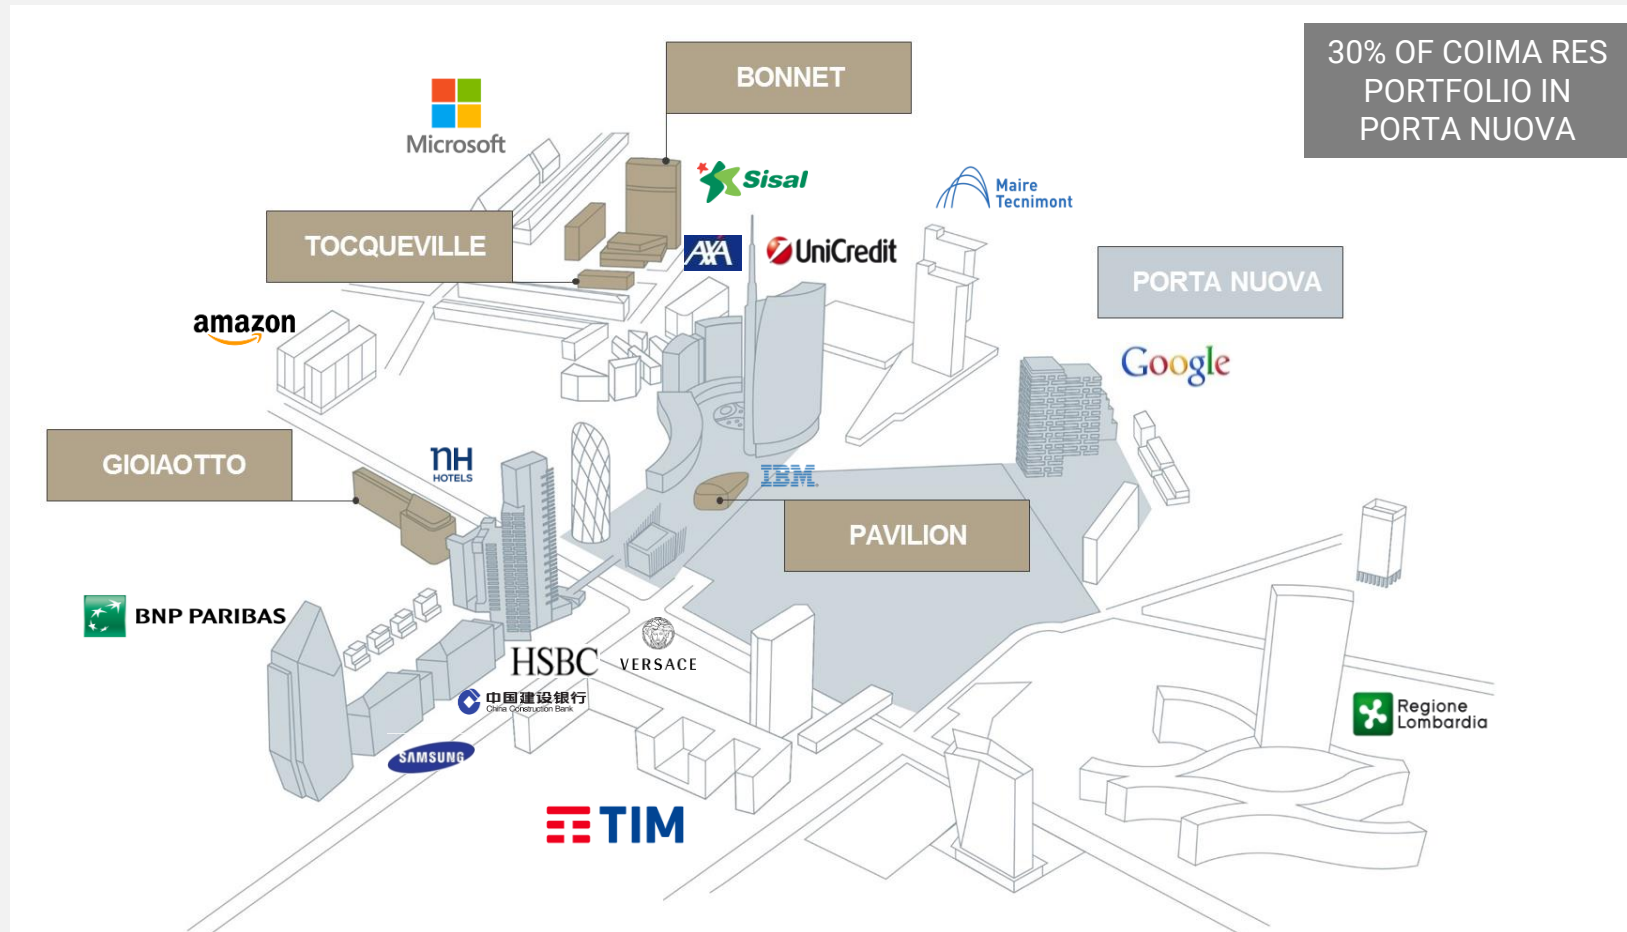 30% OF COIMA RES
PORTFOLIO IN
PORTA NUOVA
BONNET
Microsoft
Sisal
Maire
Tecnimont
TOCQUEVILLE
AXA
UniCredit
PORTA NUOVA
amazon
Google
GIOIAOTTO
nH
HOTELS
IBM
PAVILION
BNP PARIBAS
HSBC
VERSACE
中国建设银行
China Construction Bank
Regione
Lombardia
SAMSUNG
TIM